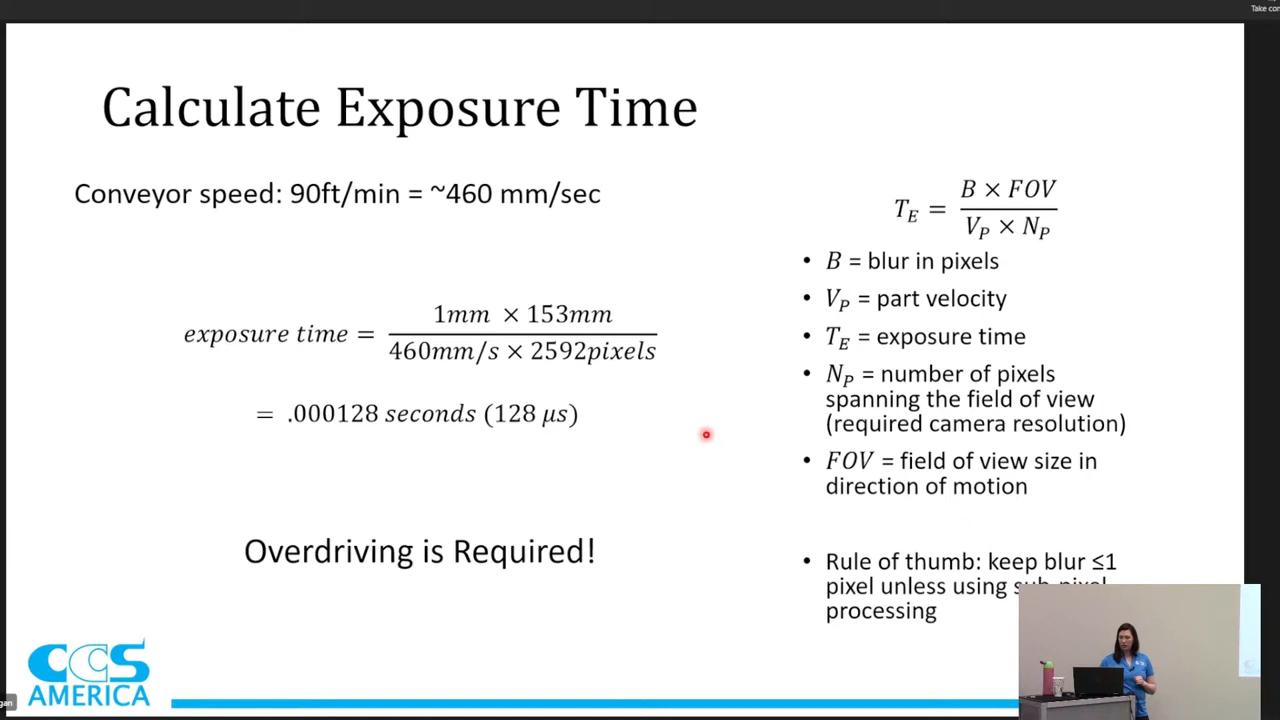 Take con
Calculate Exposure Time
Conveyor speed: 90ft/min = ~460 mm/sec
exposure time = 1mm × 153mm / 460mm/s × 2592pixels
= .000128 seconds (128 μs)
Overdriving is Required!
T_E = B × FOV / V_P × N_P
• B = blur in pixels
• V_P = part velocity
• T_E = exposure time
• N_P = number of pixels
spanning the field of view
(required camera resolution)
• FOV = field of view size in
direction of motion
• Rule of thumb: keep blur ≤1
pixel unless using sub-pixel
processing
CCS
AMERICA
gan